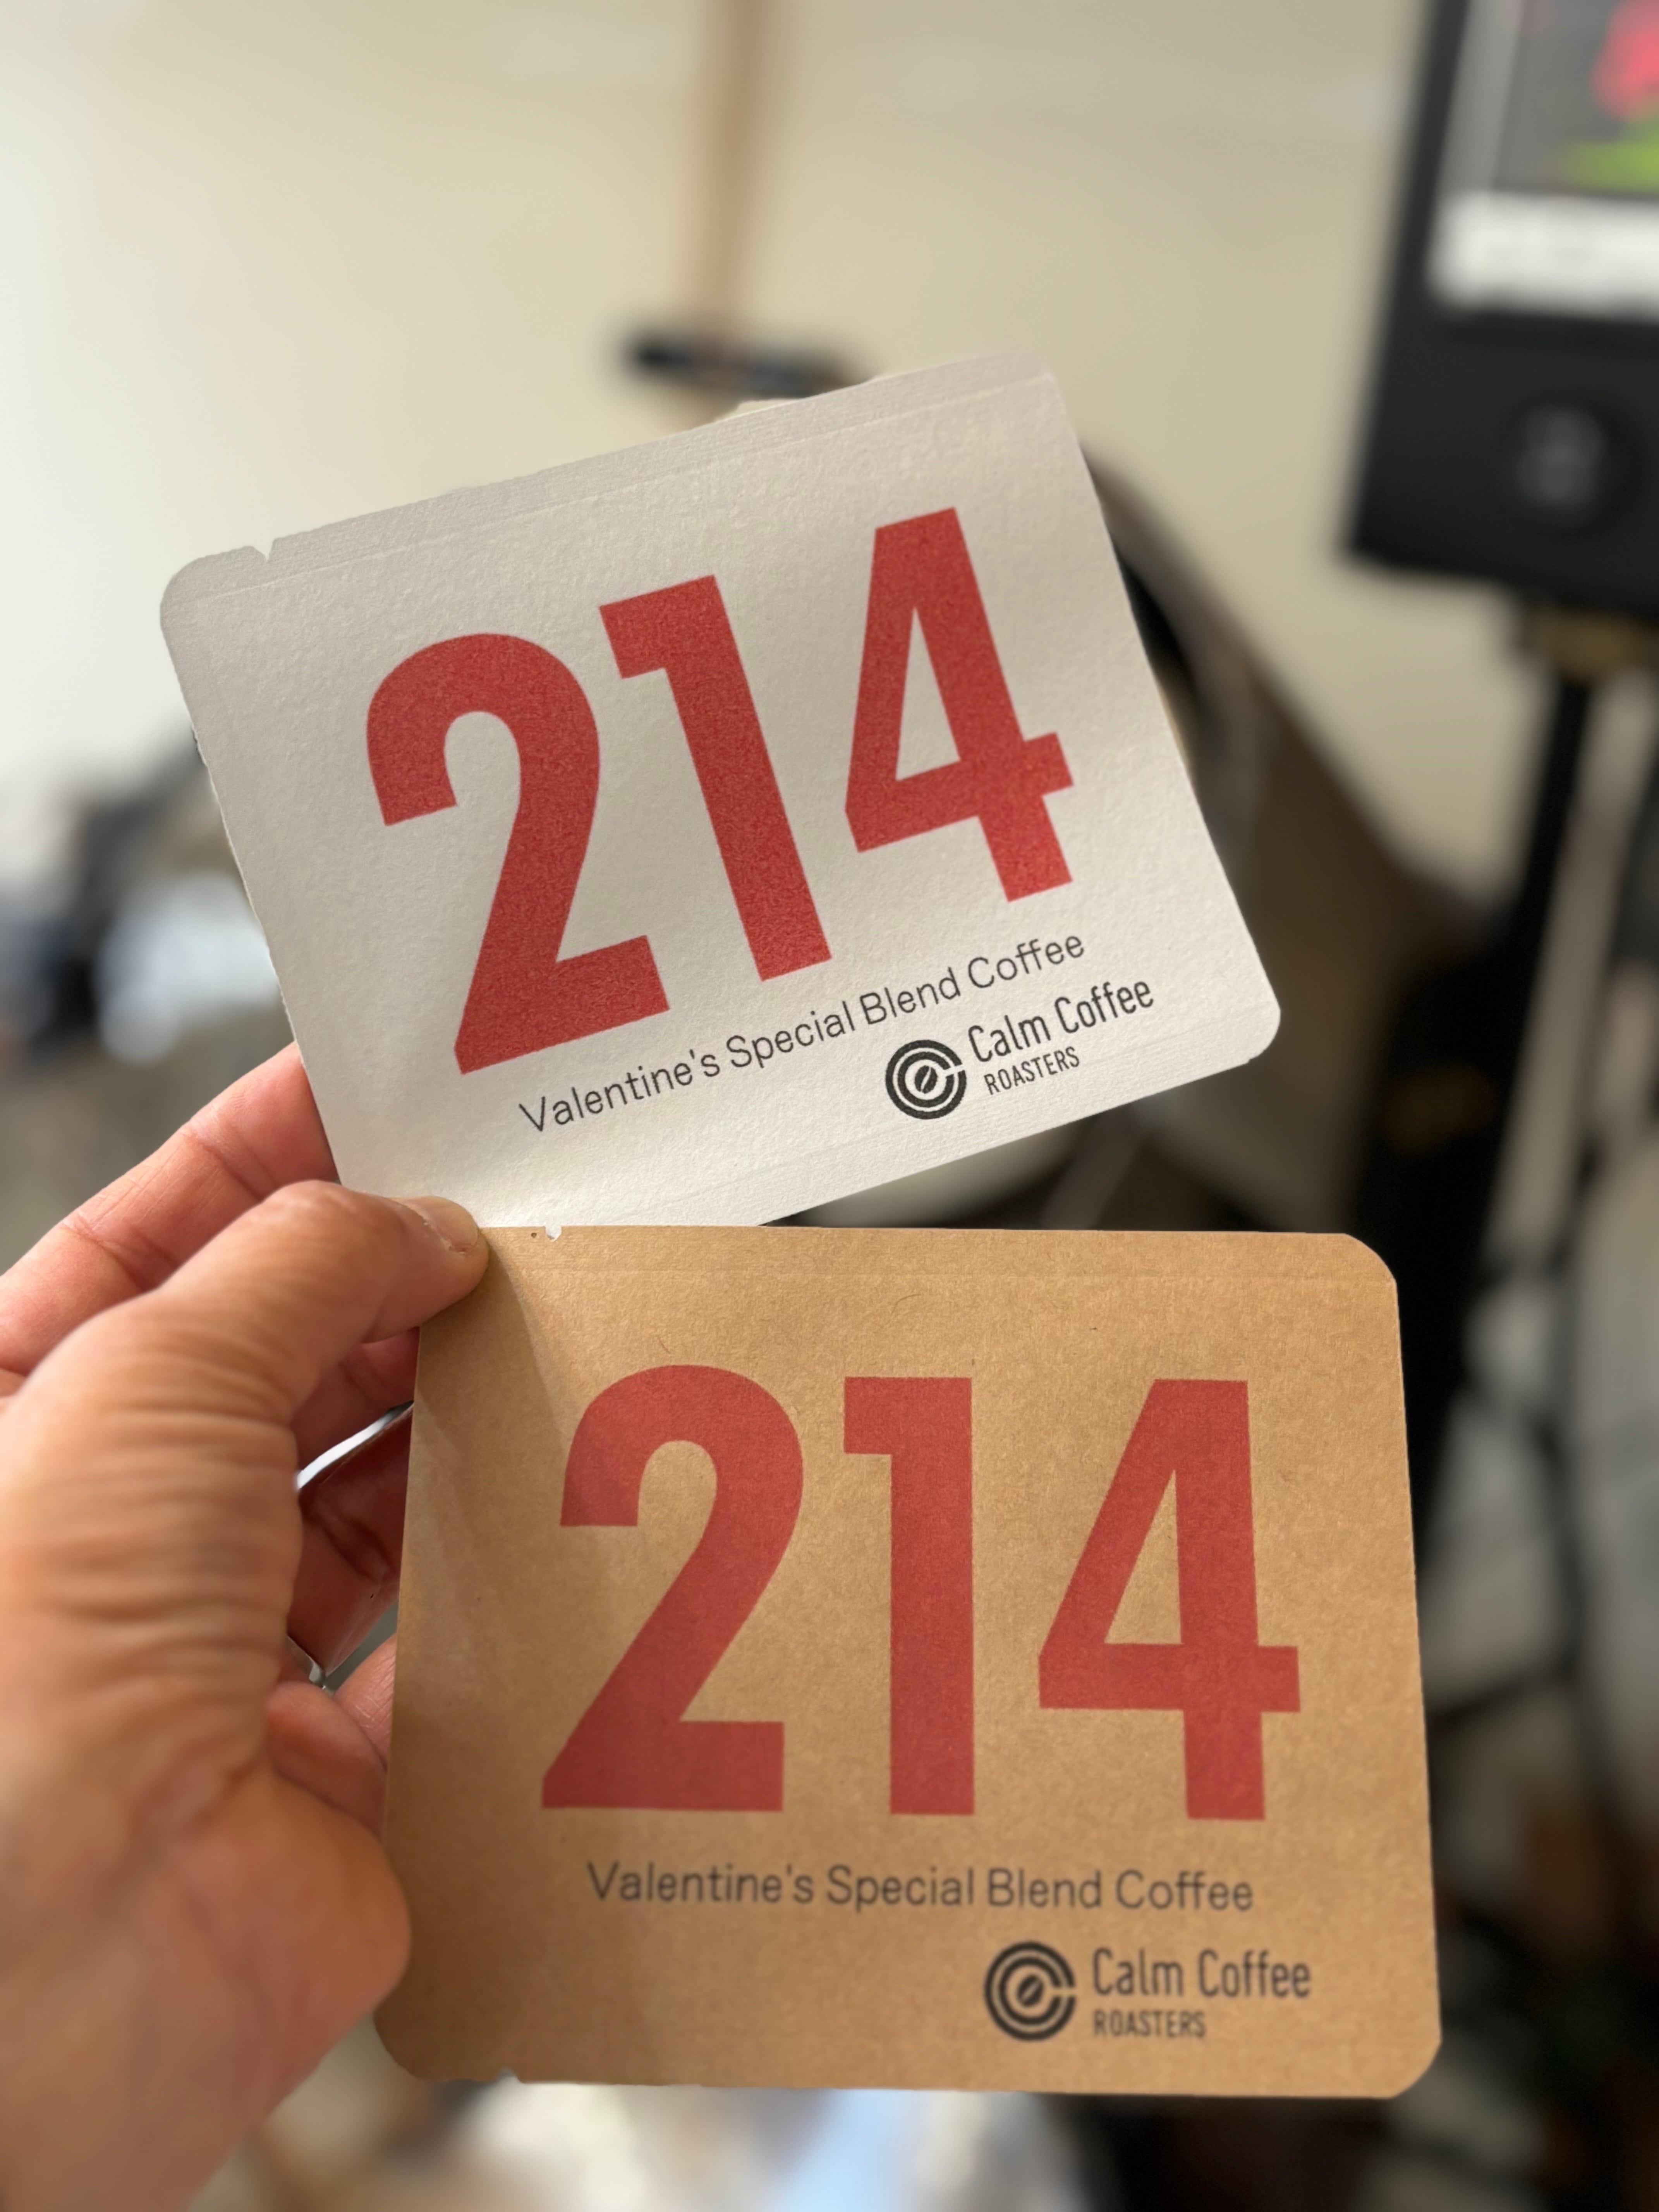 214
Valentine's Special Blend Coffee
Calm Coffee
ROASTERS
214
Valentine's Special Blend Coffee
Calm Coffee
ROASTERS